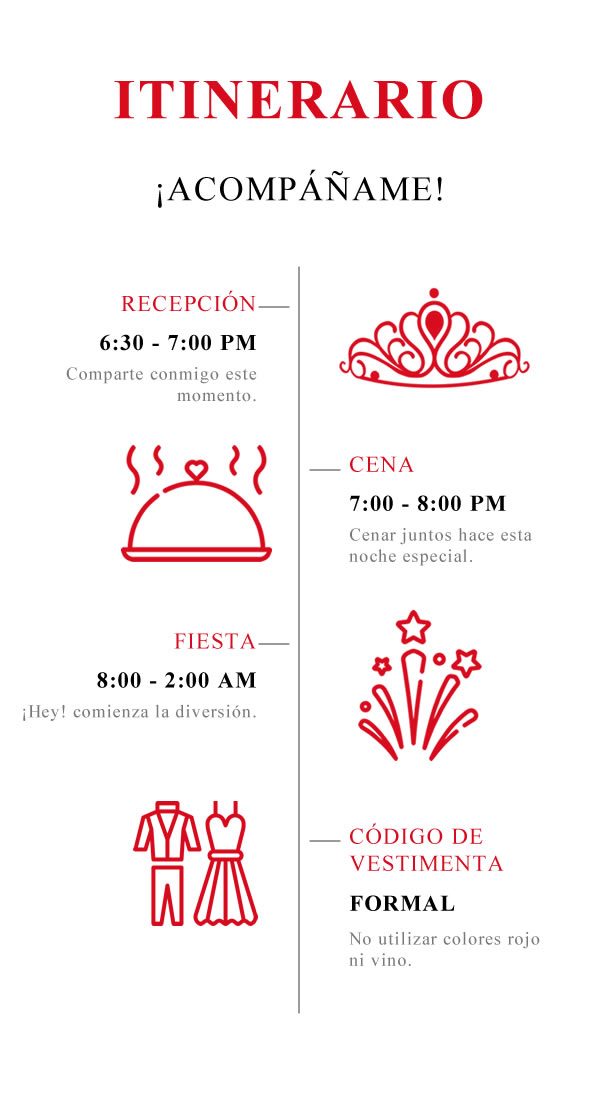 ITINERARIO
¡ACOMPÁÑAME!
RECEPCIÓN
6:30 - 7:00 PM
Comparte conmigo este
momento.
CENA
7:00 - 8:00 PM
Cenar juntos hace esta
noche especial.
FIESTA
8:00 - 2:00 AM
¡Hey! comienza la diversión.
CÓDIGO DE
VESTIMENTA
FORMAL
No utilizar colores rojo
ni vino.